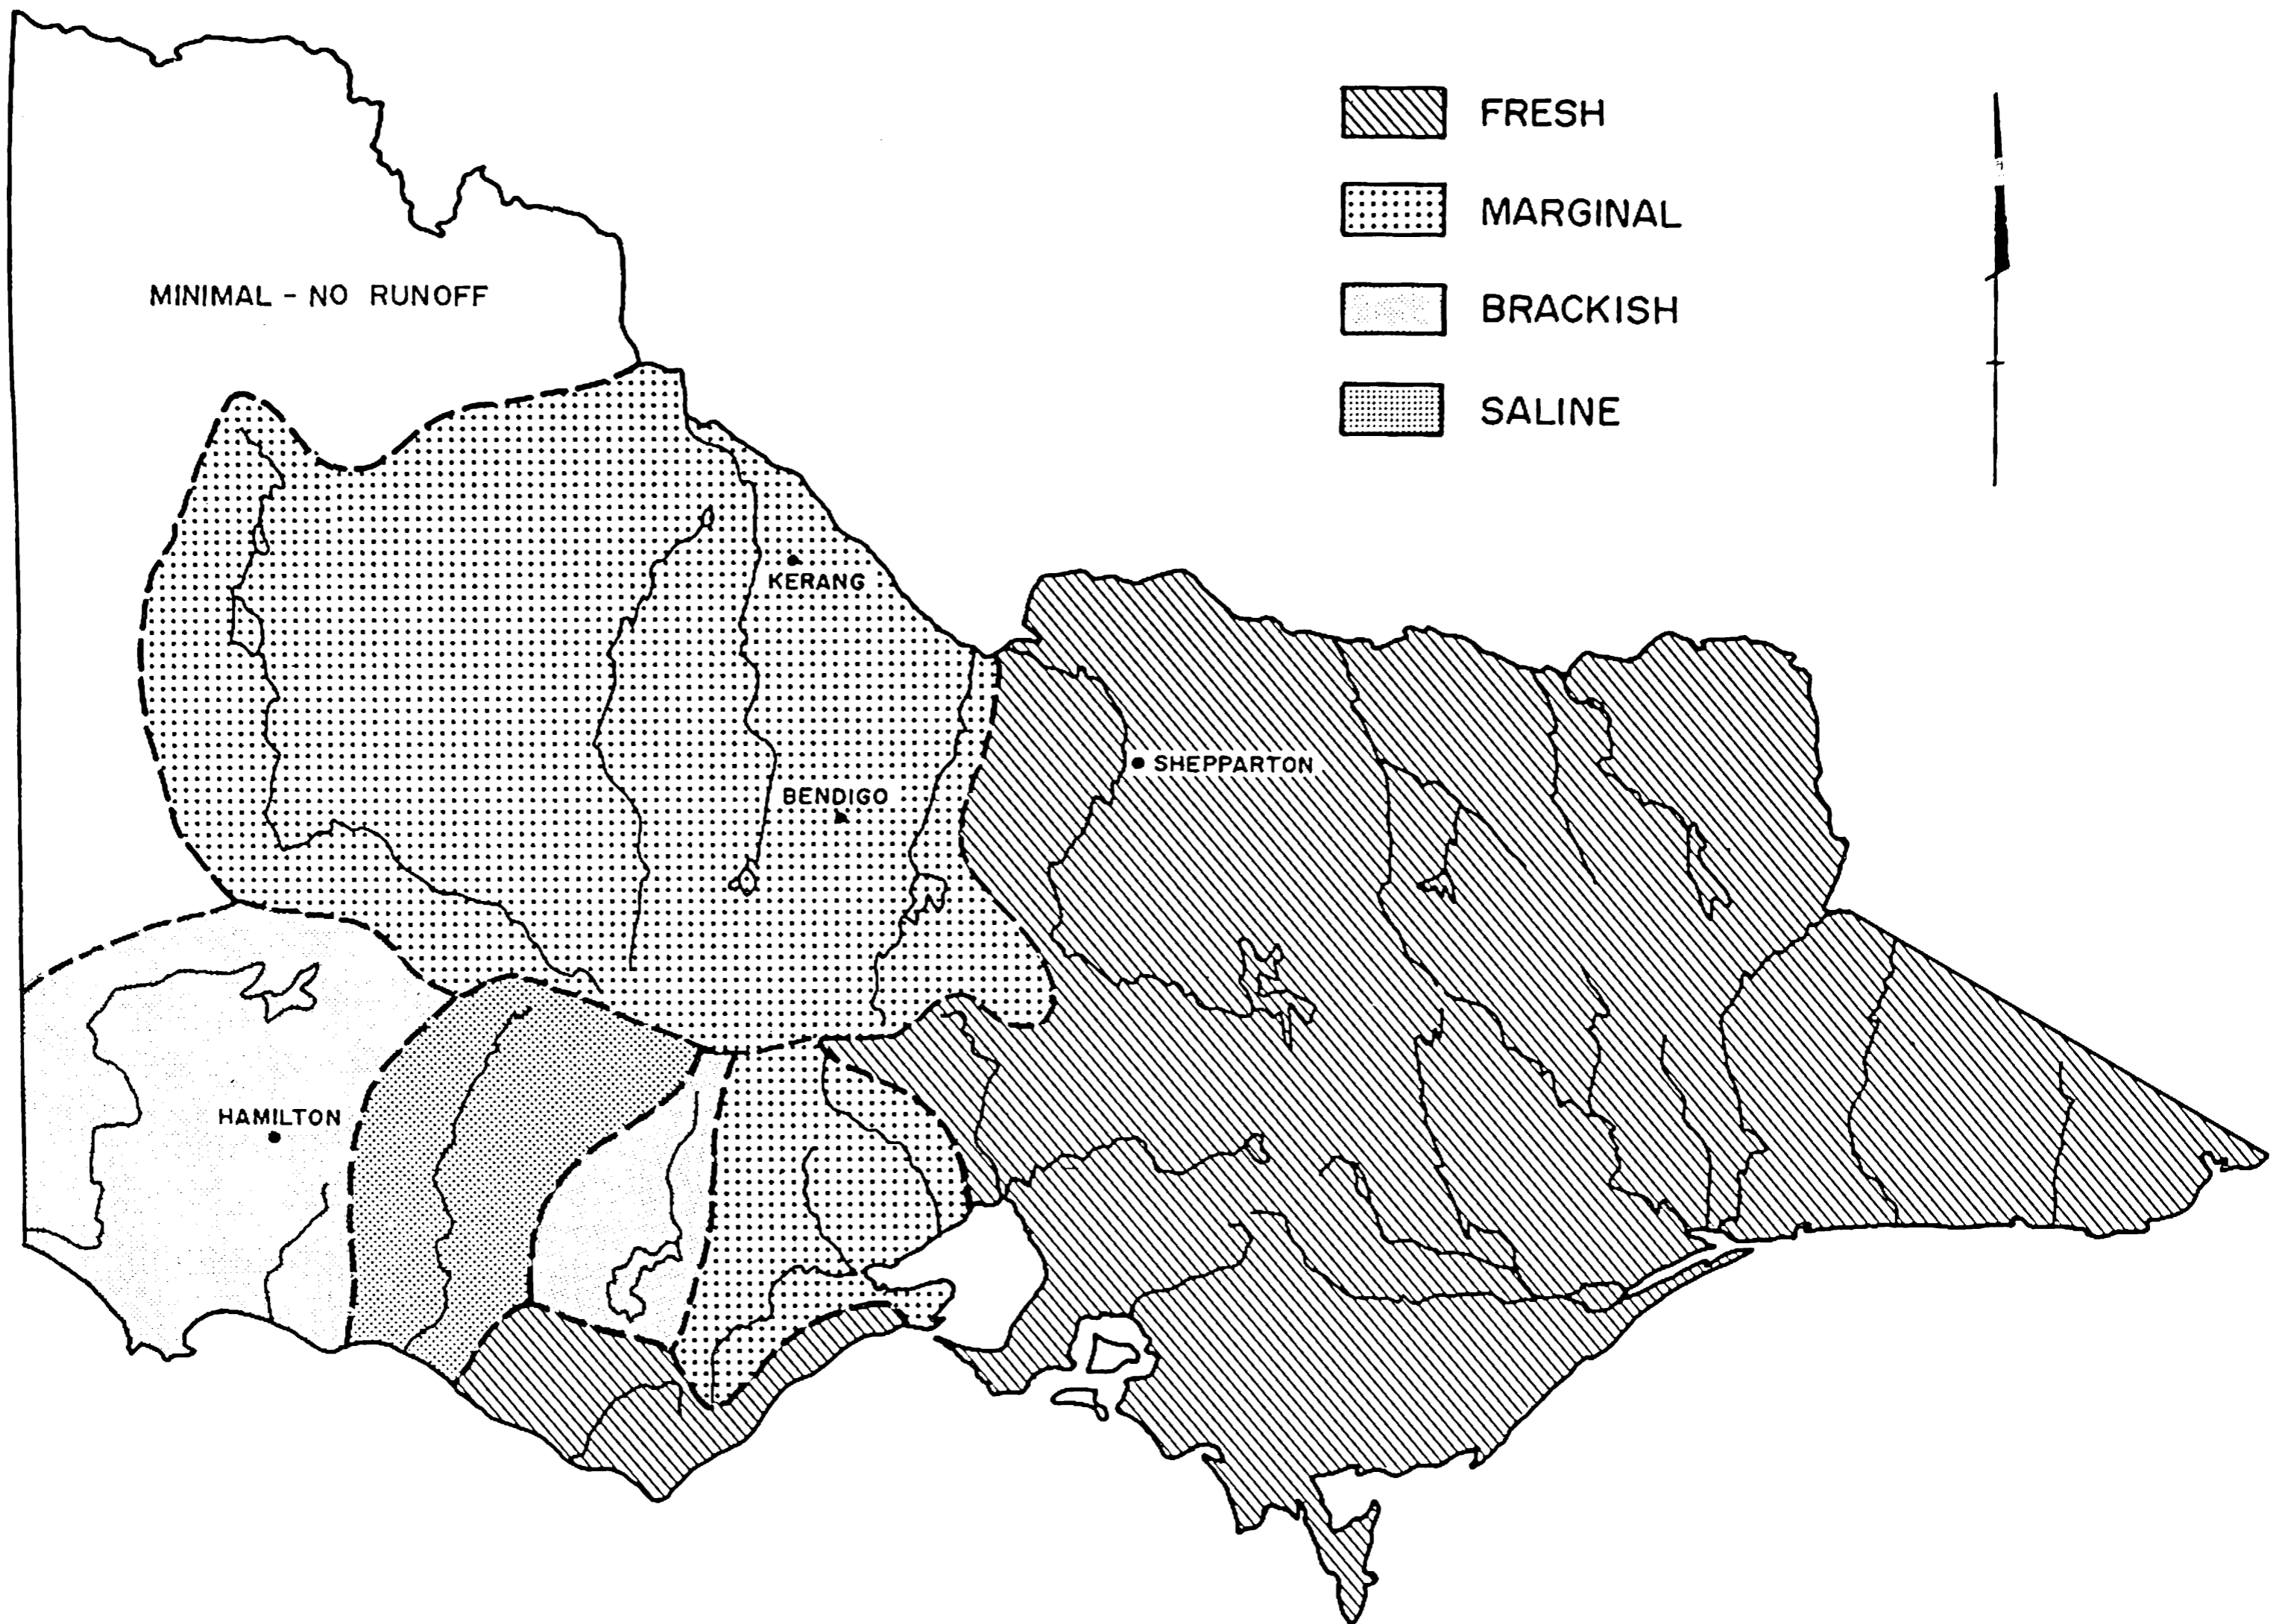 FRESH
MARGINAL
MINIMAL - NO RUNOFF
BRACKISH
SALINE
KERANG
SHEPPARTON
BENDIGO
HAMILTON